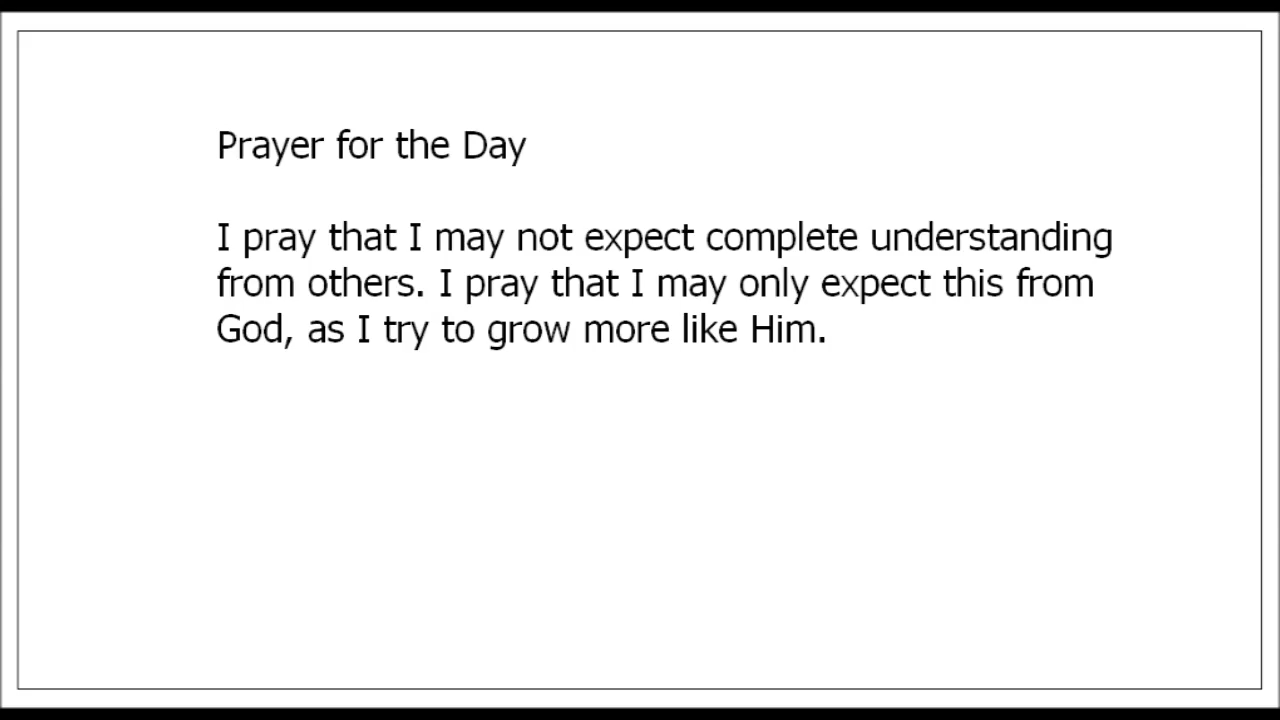 Prayer for the Day
I pray that I may not expect complete understanding
from others. I pray that I may only expect this from
God, as I try to grow more like Him.